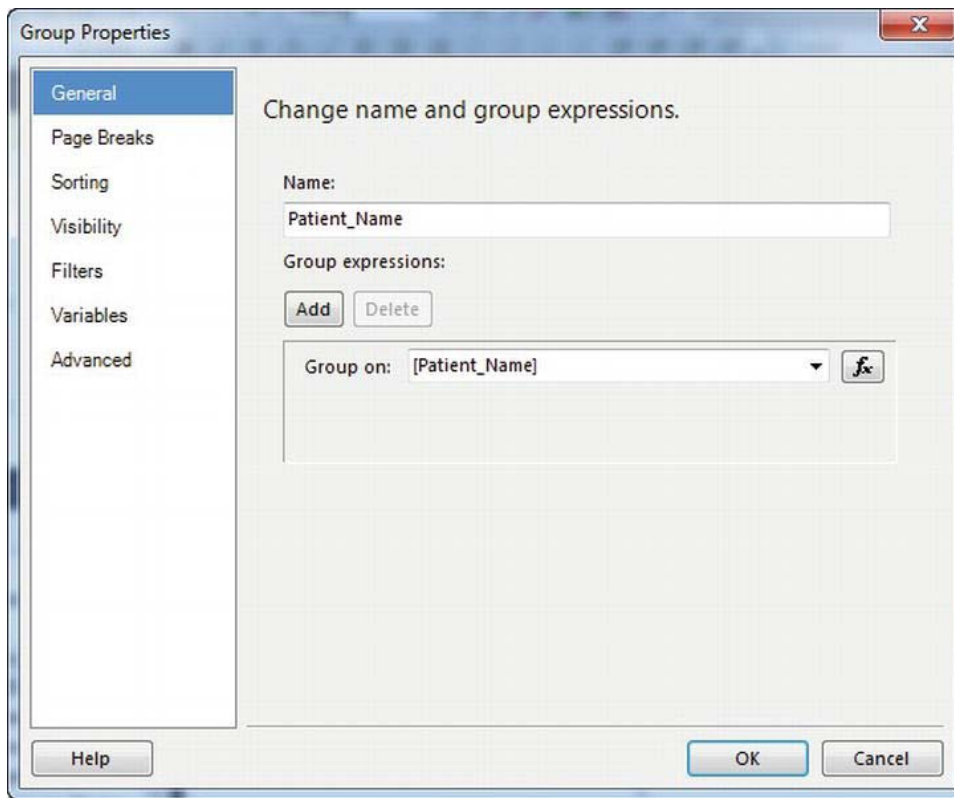 Group Properties
General
Page Breaks
Sorting
Visibility
Filters
Variables
Advanced
Change name and group expressions.
Name:
Patient_Name
Group expressions:
Add Delete
Group on: [Patient_Name] fx
Help OK Cancel